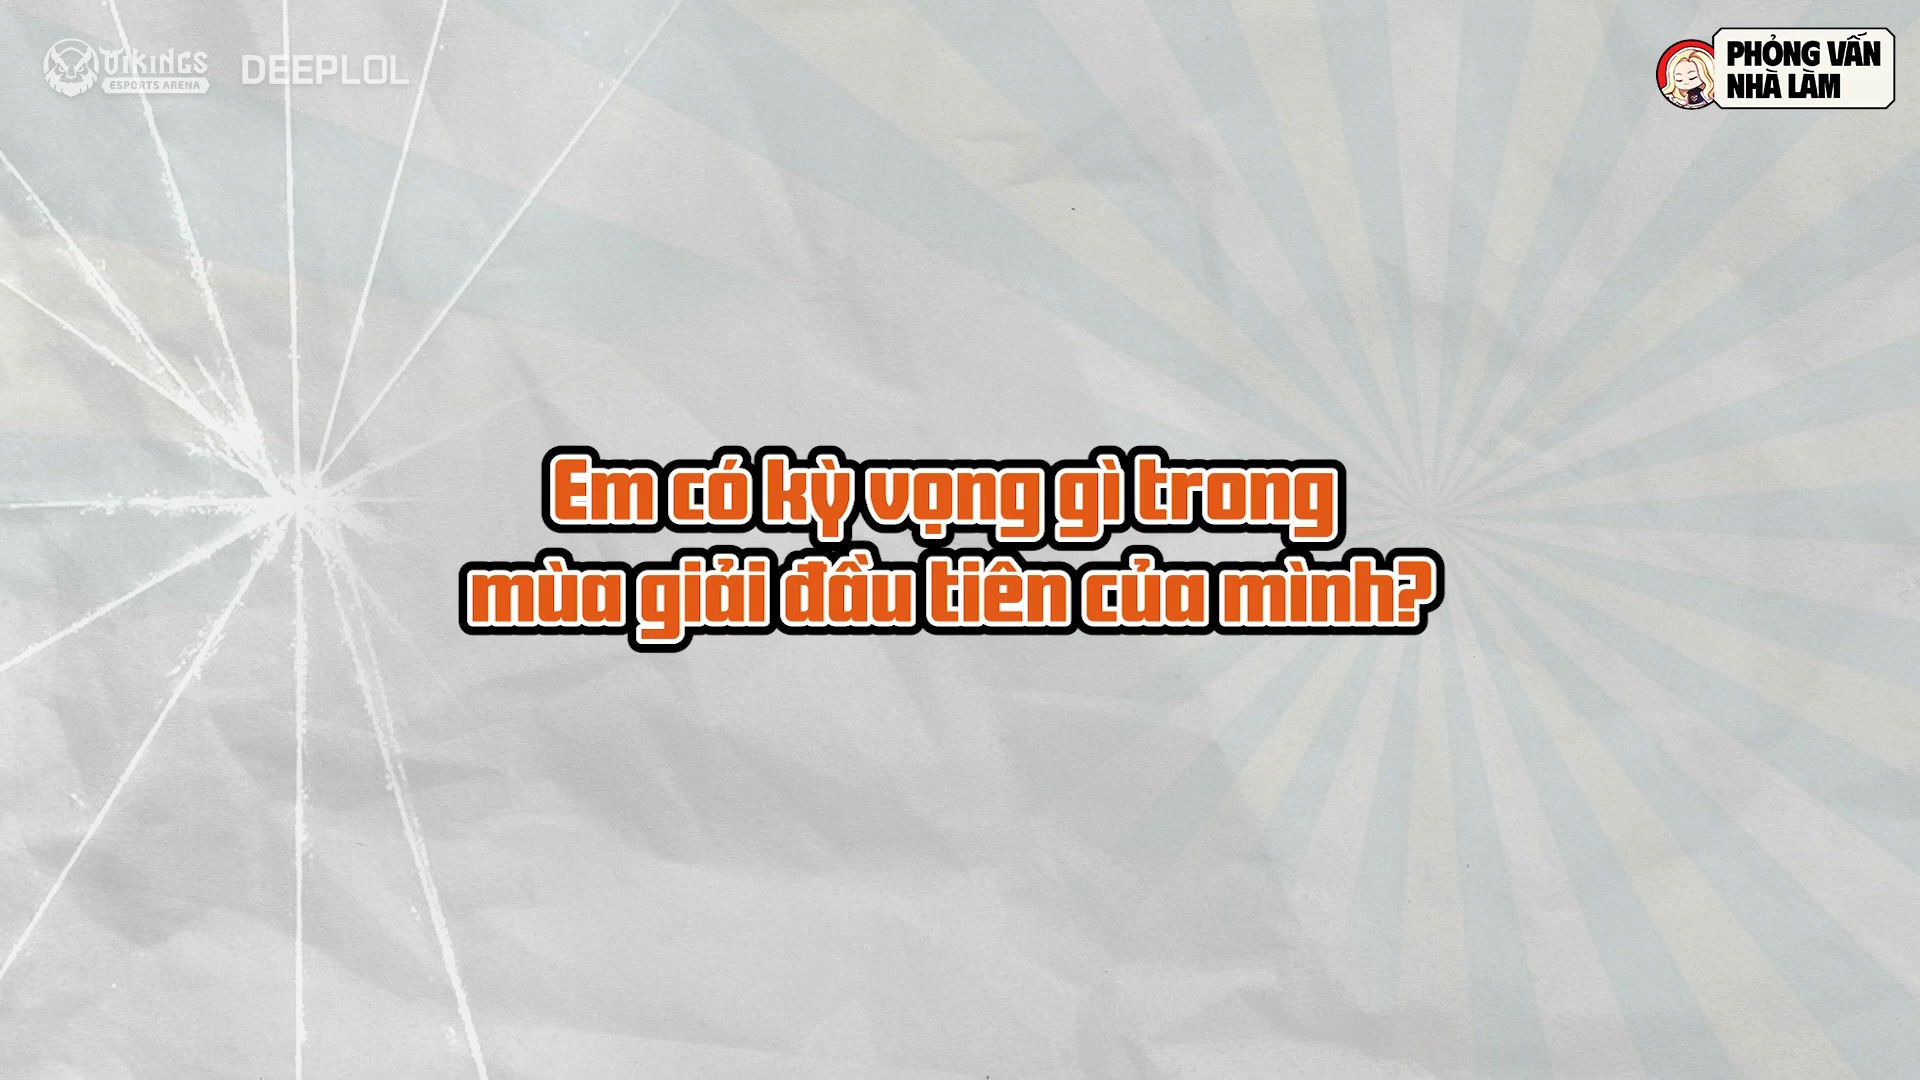 VIKINGS
ESPORTS ARENA
DEEPLOL
PHỎNG VẤN
NHÀ LÀM
Em có kỳ vọng gì trong
mùa giải đầu tiên của mình?